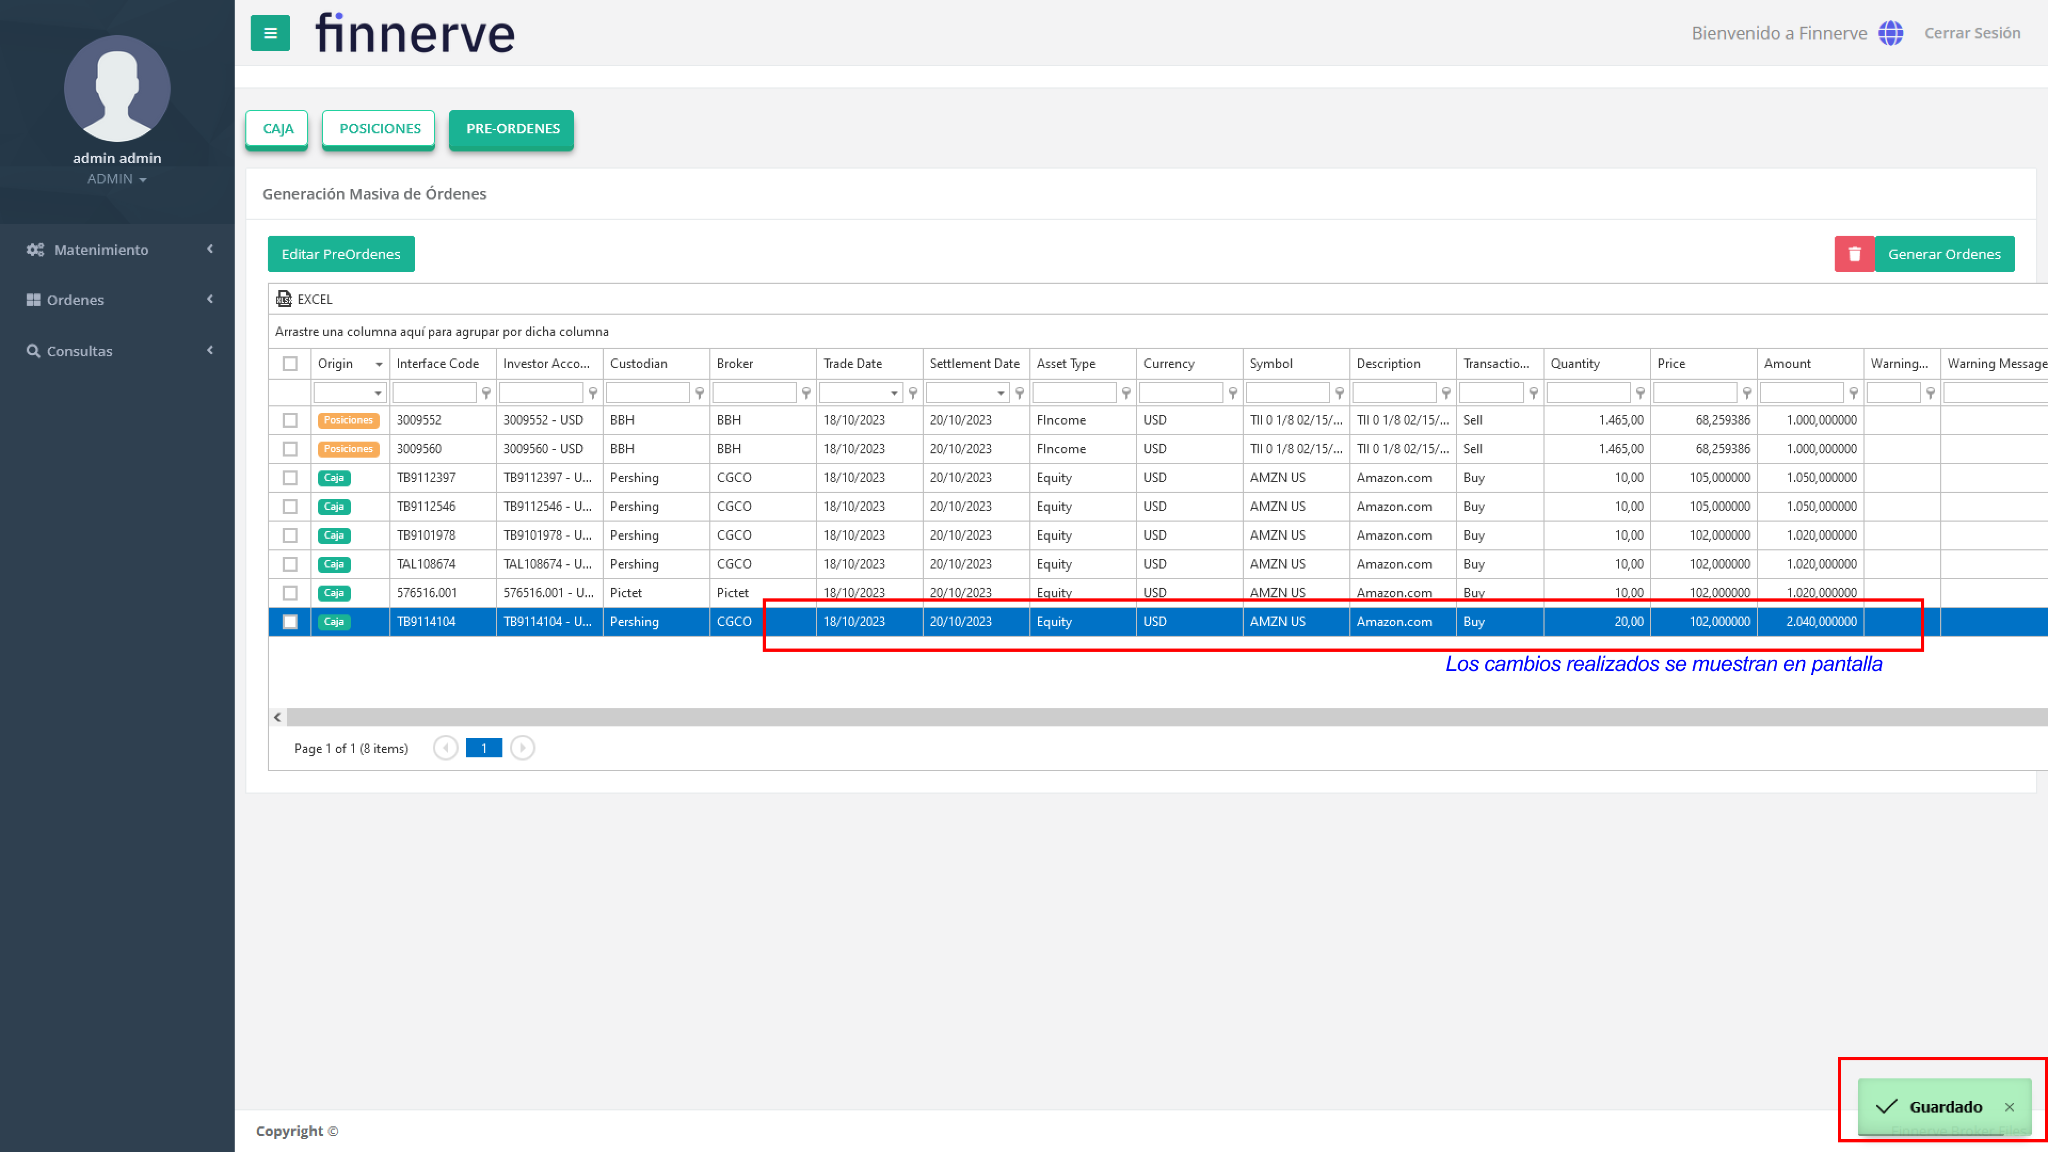 finnerve
Bienvenido a Finnerve
Cerrar Sesión
admin admin
ADMIN
Matenimiento
Ordenes
Consultas
CAJA POSICIONES PRE-ORDENES
Generación Masiva de Órdenes
Editar PreOrdenes
Generar Ordenes
EXCEL
Arrastre una columna aquí para agrupar por dicha columna
Origin Interface Code Investor Acco... Custodian Broker Trade Date Settlement Date Asset Type Currency Symbol Description Transactio... Quantity Price Amount Warning... Warning Message
Posiciones 3009552 3009552 - USD BBH BBH 18/10/2023 20/10/2023 FIncome USD TII 0 1/8 02/15/... TII 0 1/8 02/15/... Sell 1.465,00 68,259386 1.000,000000
Posiciones 3009560 3009560 - USD BBH BBH 18/10/2023 20/10/2023 FIncome USD TII 0 1/8 02/15/... TII 0 1/8 02/15/... Sell 1.465,00 68,259386 1.000,000000
Caja TB9112397 TB9112397 - U... Pershing CGCO 18/10/2023 20/10/2023 Equity USD AMZN US Amazon.com Buy 10,00 105,000000 1.050,000000
Caja TB9112546 TB9112546 - U... Pershing CGCO 18/10/2023 20/10/2023 Equity USD AMZN US Amazon.com Buy 10,00 105,000000 1.050,000000
Caja TB9101978 TB9101978 - U... Pershing CGCO 18/10/2023 20/10/2023 Equity USD AMZN US Amazon.com Buy 10,00 102,000000 1.020,000000
Caja TAL108674 TAL108674 - U... Pershing CGCO 18/10/2023 20/10/2023 Equity USD AMZN US Amazon.com Buy 10,00 102,000000 1.020,000000
Caja 576516.001 576516.001 - U... Pictet Pictet 18/10/2023 20/10/2023 Equity USD AMZN US Amazon.com Buy 10,00 102,000000 1.020,000000
Caja TB9114104 TB9114104 - U... Pershing CGCO 18/10/2023 20/10/2023 Equity USD AMZN US Amazon.com Buy 20,00 102,000000 2.040,000000
Los cambios realizados se muestran en pantalla
Page 1 of 1 (8 items) 1
Guardado
Copyright ©
Finnerve Broker Files